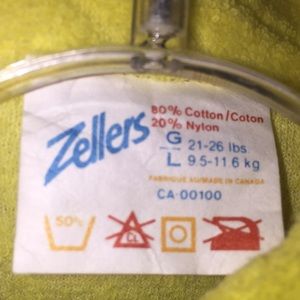 Zellers
80% Cotton/Coton
20% Nylon
G 21-26 lbs
L 9.5-11.6 kg
FABRIQUE AU/MADE IN CANADA
CA-00100
50%
CL